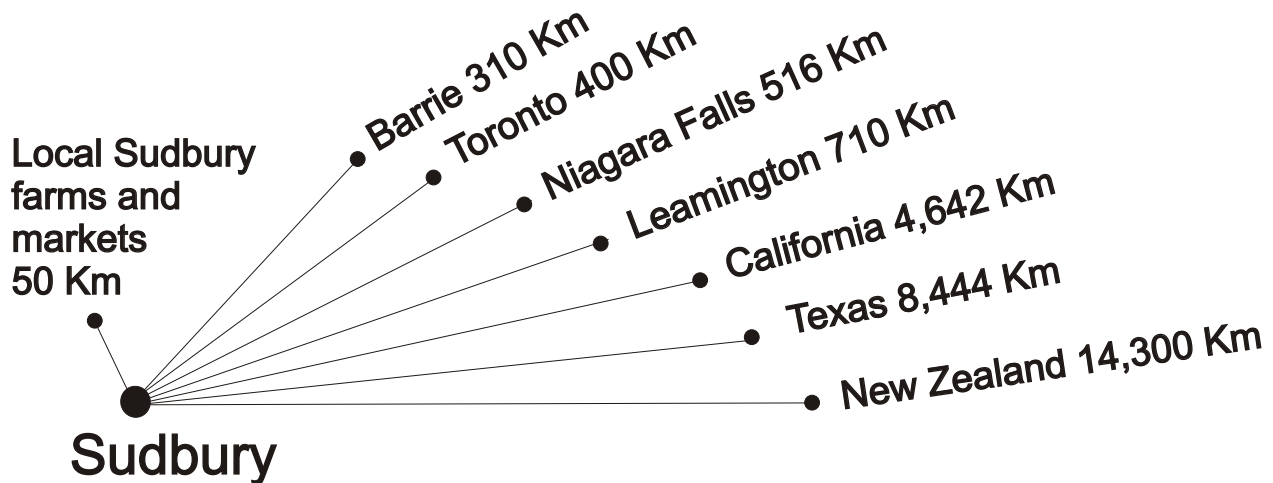 Local Sudbury
farms and
markets
50 Km
Barrie 310 Km
Toronto 400 Km
Niagara Falls 516 Km
Leamington 710 Km
California 4,642 Km
Texas 8,444 Km
New Zealand 14,300 Km
Sudbury